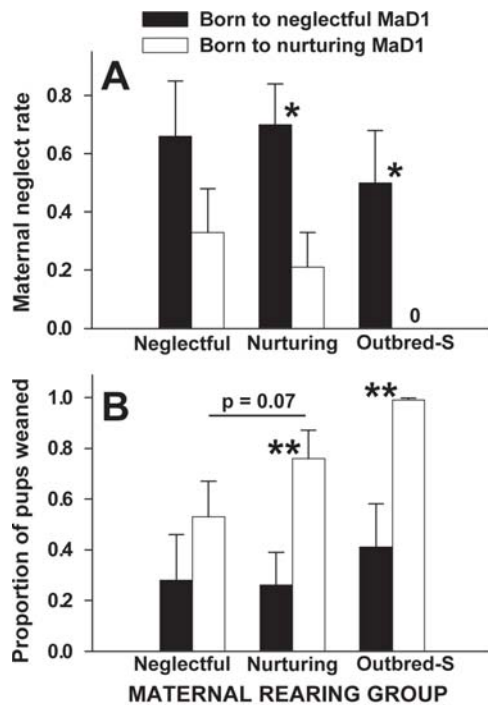 Born to neglectful MaD1
Born to nurturing MaD1
A
Maternal neglect rate
0.8
0.6
0.4
0.2
0.0
*
*
0
Neglectful Nurturing Outbred-S
B
Proportion of pups weaned
1.0
0.8
0.6
0.4
0.2
0.0
p = 0.07
**
**
Neglectful Nurturing Outbred-S
MATERNAL REARING GROUP